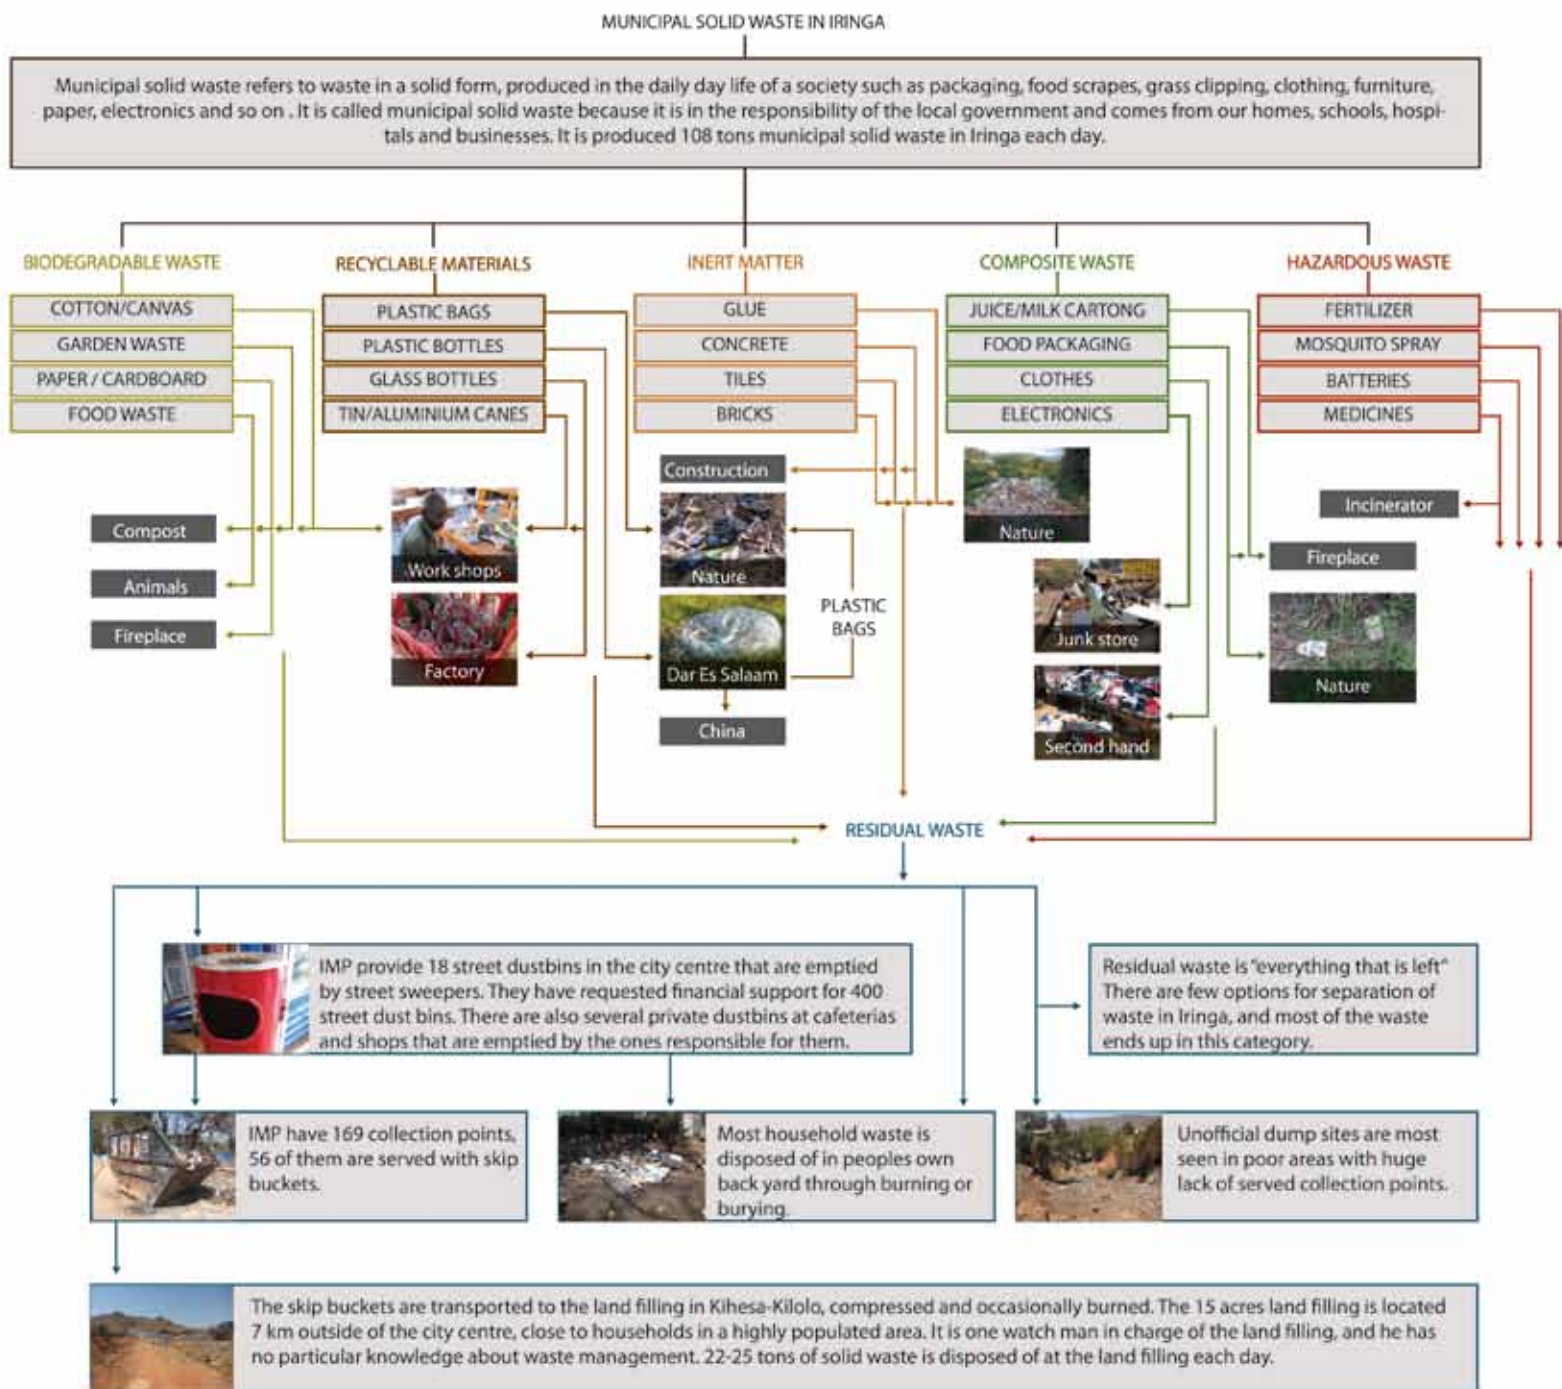 MUNICIPAL SOLID WASTE IN IRINGA
Municipal solid waste refers to waste in a solid form, produced in the daily day life of a society such as packaging, food scrapes, grass clipping, clothing, furniture,
paper, electronics and so on . It is called municipal solid waste because it is in the responsibility of the local government and comes from our homes, schools, hospi-
tals and businesses. It is produced 108 tons municipal solid waste in Iringa each day.
BIODEGRADABLE WASTE
COTTON/CANVAS
GARDEN WASTE
PAPER / CARDBOARD
FOOD WASTE
Compost
Animals
Fireplace
RECYCLABLE MATERIALS
PLASTIC BAGS
PLASTIC BOTTLES
GLASS BOTTLES
TIN/ALUMINIUM CANES
Work shops
Factory
INERT MATTER
GLUE
CONCRETE
TILES
BRICKS
Construction
Nature
Dar Es Salaam
China
PLASTIC
BAGS
COMPOSITE WASTE
JUICE/MILK CARTONG
FOOD PACKAGING
CLOTHES
ELECTRONICS
Nature
Junk store
Second hand
HAZARDOUS WASTE
FERTILIZER
MOSQUITO SPRAY
BATTERIES
MEDICINES
Incinerator
Fireplace
Nature
RESIDUAL WASTE
IMP provide 18 street dustbins in the city centre that are emptied
by street sweepers. They have requested financial support for 400
street dust bins. There are also several private dustbins at cafeterias
and shops that are emptied by the ones responsible for them.
Residual waste is "everything that is left"
There are few options for separation of
waste in Iringa, and most of the waste
ends up in this category.
IMP have 169 collection points,
56 of them are served with skip
buckets.
Most household waste is
disposed of in peoples own
back yard through burning or
burying.
Unofficial dump sites are most
seen in poor areas with huge
lack of served collection points.
The skip buckets are transported to the land filling in Kihesa-Kilolo, compressed and occasionally burned. The 15 acres land filling is located
7 km outside of the city centre, close to households in a highly populated area. It is one watch man in charge of the land filling, and he has
no particular knowledge about waste management. 22-25 tons of solid waste is disposed of at the land filling each day.